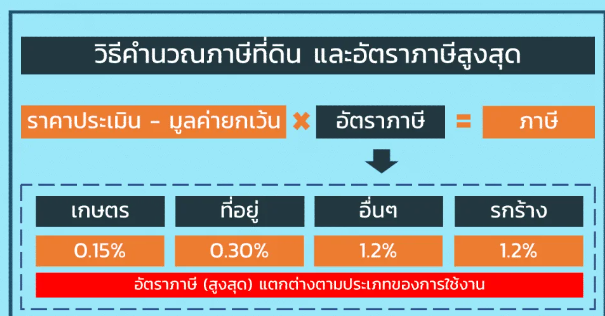 วิธีคำนวณภาษีที่ดิน และอัตราภาษีสูงสุด
ราคาประเมิน - มูลค่ายกเว้น × อัตราภาษี = ภาษี
เกษตร ที่อยู่ อื่นๆ รกร้าง
0.15% 0.30% 1.2% 1.2%
อัตราภาษี (สูงสุด) แตกต่างตามประเภทของการใช้งาน